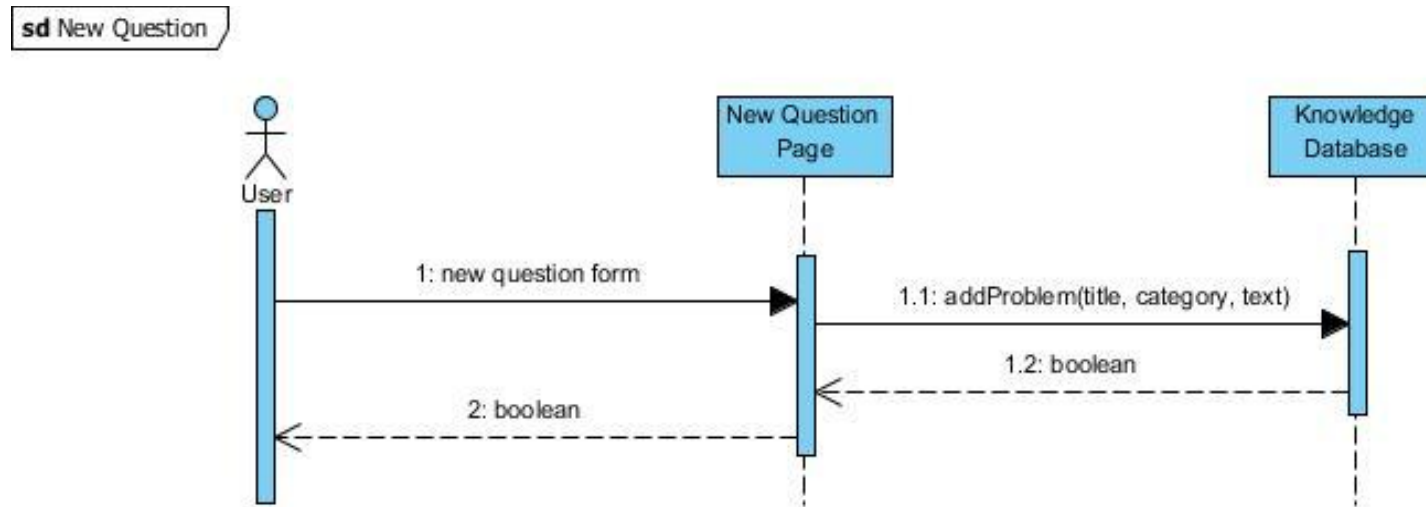 sd New Question
New Question
Page
Knowledge
Database
User
1: new question form
1.1: addProblem(title, category, text)
1.2: boolean
2: boolean